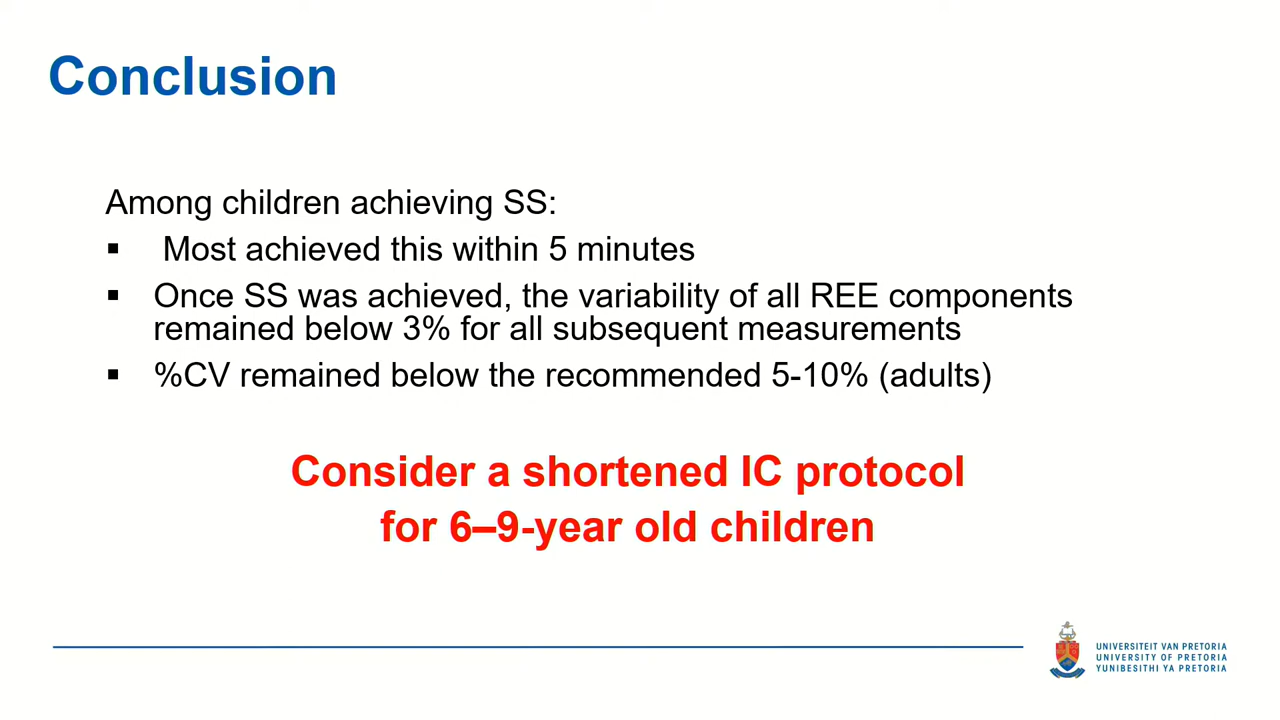 Conclusion
Among children achieving SS:
▪ Most achieved this within 5 minutes
▪ Once SS was achieved, the variability of all REE components
remained below 3% for all subsequent measurements
▪ %CV remained below the recommended 5-10% (adults)
Consider a shortened IC protocol
for 6–9-year old children
UNIVERSITEIT VAN PRETORIA
UNIVERSITY OF PRETORIA
YUNIBESITHI YA PRETORIA